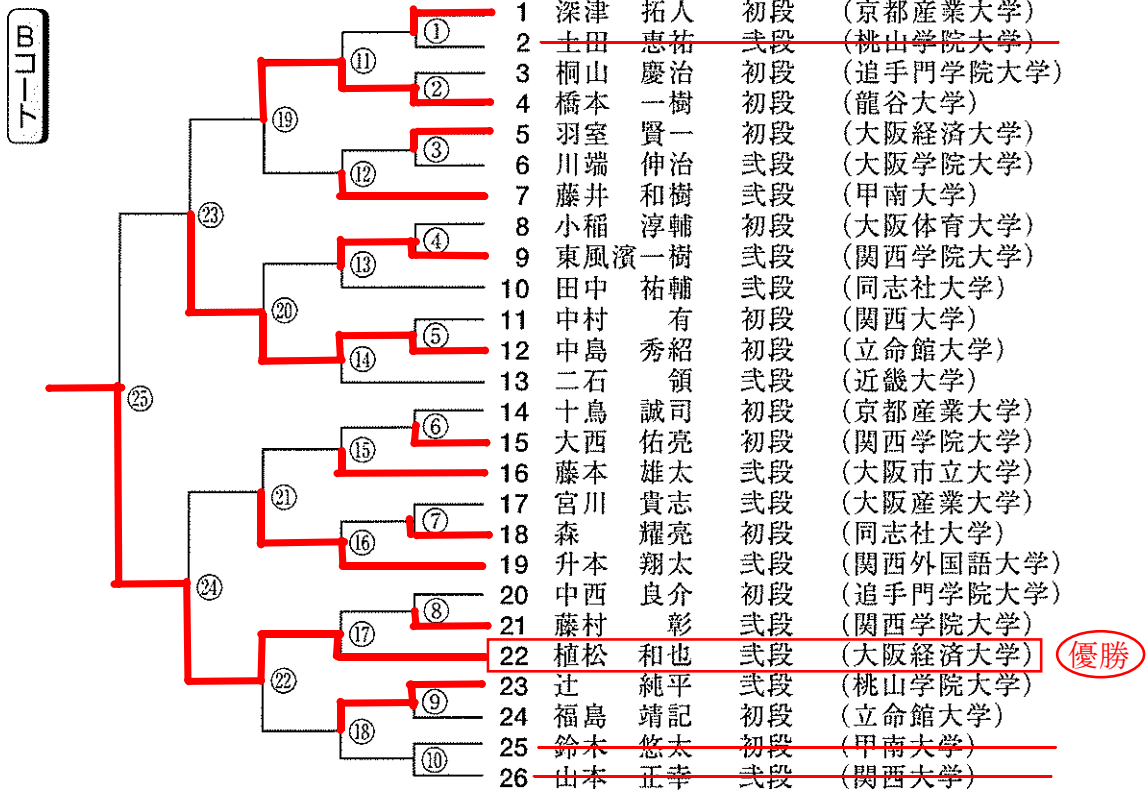 Bコート
1 深津 拓人 初段 (京都産業大学)
2 土田 恵祐 弐段 (桃山学院大学)
3 桐山 慶治 初段 (追手門学院大学)
4 橋本 一樹 初段 (龍谷大学)
5 羽室 賢一 初段 (大阪経済大学)
6 川端 伸治 弐段 (大阪学院大学)
7 藤井 和樹 弐段 (甲南大学)
8 小稲 淳輔 初段 (大阪体育大学)
9 東風濱一樹 弐段 (関西学院大学)
10 田中 祐輔 弐段 (同志社大学)
11 中村 有 初段 (関西大学)
12 中島 秀紹 初段 (立命館大学)
13 二石 領 弐段 (近畿大学)
14 十鳥 誠司 初段 (京都産業大学)
15 大西 佑亮 初段 (関西学院大学)
16 藤本 雄太 弐段 (大阪市立大学)
17 宮川 貴志 弐段 (大阪産業大学)
18 森 耀亮 初段 (同志社大学)
19 升本 翔太 弐段 (関西外国語大学)
20 中西 良介 初段 (追手門学院大学)
21 藤村 彰 弐段 (関西学院大学)
22 植松 和也 弐段 (大阪経済大学) 優勝
23 辻 純平 弐段 (桃山学院大学)
24 福島 靖記 初段 (立命館大学)
25 鈴木 悠太 初段 (甲南大学)
26 山本 正幸 弐段 (関西大学)
①
②
③
④
⑤
⑥
⑦
⑧
⑨
⑩
⑪
⑫
⑬
⑭
⑮
⑯
⑰
⑱
⑲
⑳
㉑
㉒
㉓
㉔
㉕